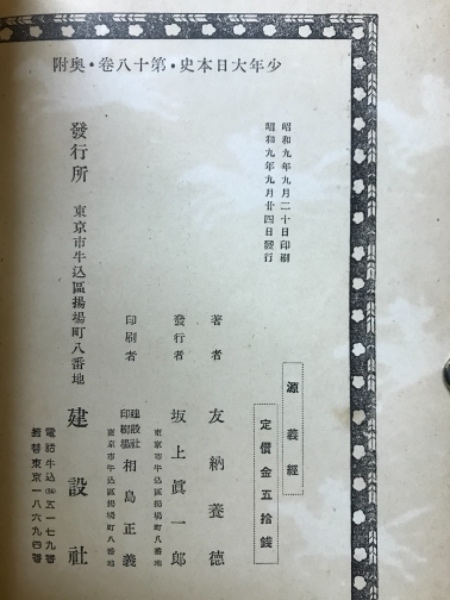 少年大日本史・第十八卷・奥附
昭和九年九月二十日印刷
昭和九年九月廿四日發行
源義經
定價金五拾錢
著者 友納養德
發行者 坂上眞一郎
東京市牛込區揚場町八番地
印刷者 建設社印刷場 相島正義
東京市牛込區揚場町八番地
發行所 東京市牛込區揚場町八番地 建設社
電話牛込㉞五一七九番
振替東京一八六九四番